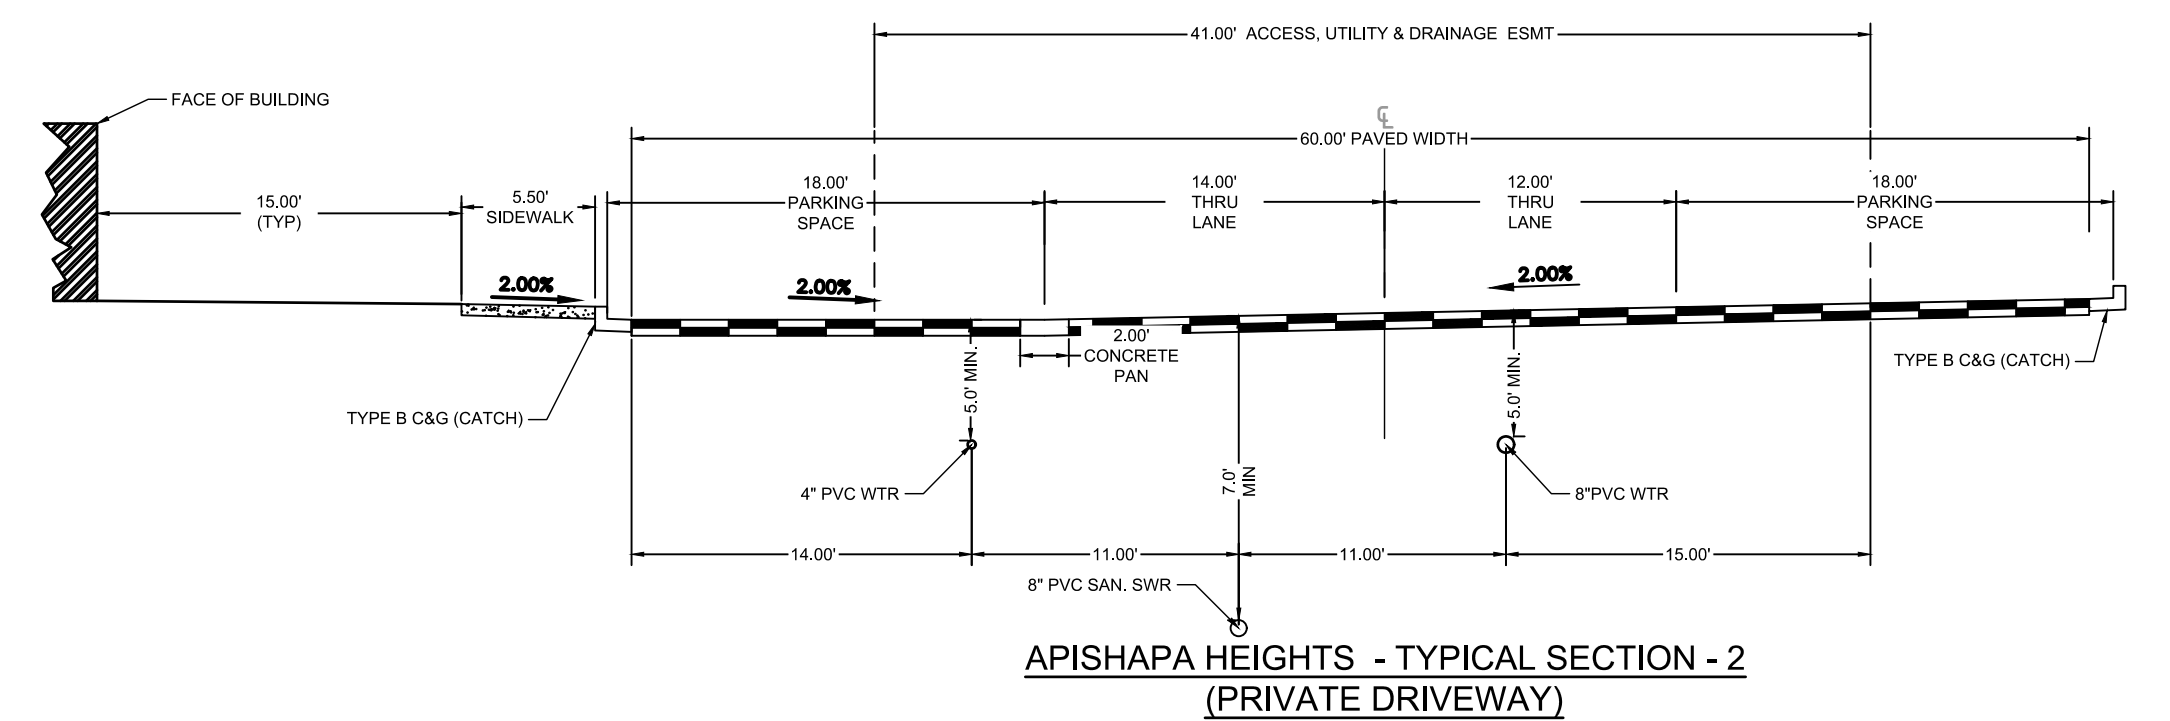 41.00' ACCESS, UTILITY & DRAINAGE ESMT
FACE OF BUILDING
℄
60.00' PAVED WIDTH
15.00'
(TYP)
5.50'
SIDEWALK
18.00'
PARKING
SPACE
14.00'
THRU
LANE
12.00'
THRU
LANE
18.00'
PARKING
SPACE
2.00%
2.00%
2.00%
2.00'
CONCRETE
PAN
TYPE B C&G (CATCH)
TYPE B C&G (CATCH)
5.0' MIN.
5.0' MIN.
7.0'
MIN
4" PVC WTR
8"PVC WTR
14.00'
11.00'
11.00'
15.00'
8" PVC SAN. SWR
APISHAPA HEIGHTS - TYPICAL SECTION - 2
(PRIVATE DRIVEWAY)